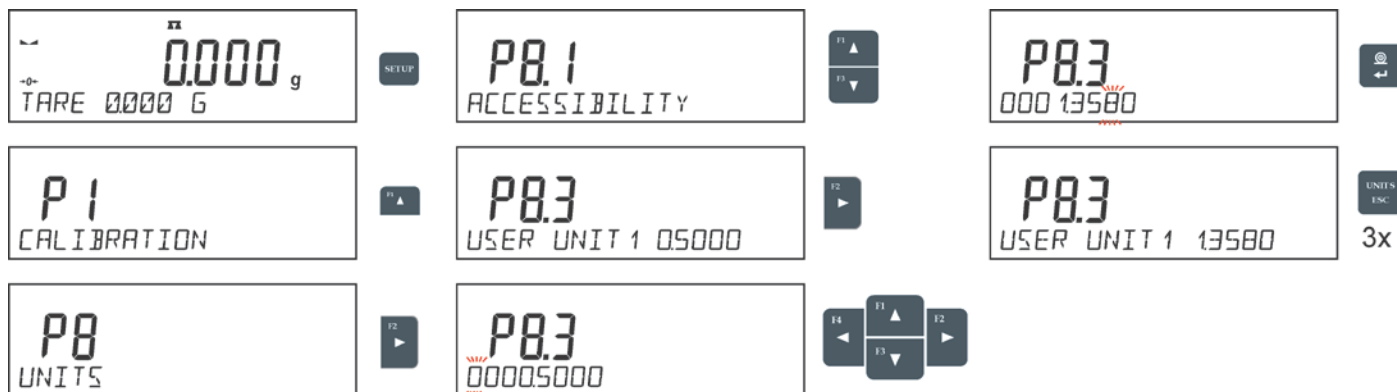 0.000 g
→0←
TARE 0.000 G
SETUP
P1
CALIBRATION
F1
P8
UNITS
F2
P8.1
ACCESSIBILITY
F1
F3
P8.3
USER UNIT 1 0.5000
F2
P8.3
0000.5000
F4 F1 F2
F3
P8.3
0001.3580
P8.3
USER UNIT 1 1.3580
UNITS
ESC
3x